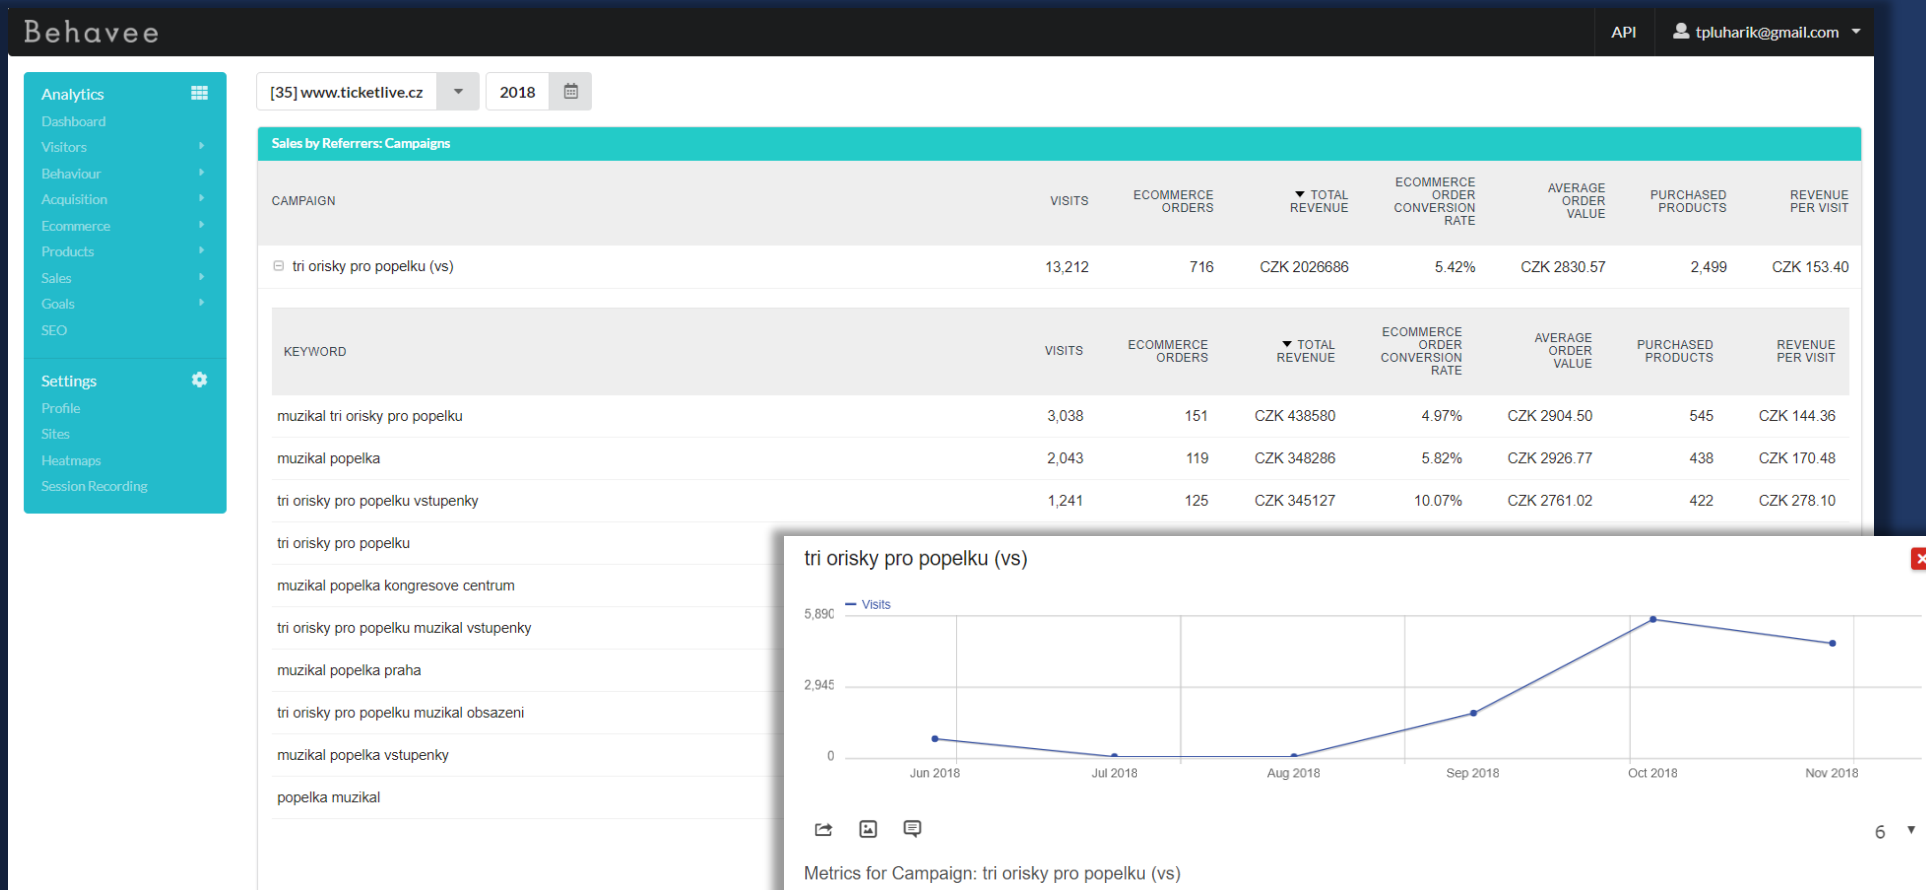 Behavee
API
tpluharik@gmail.com
Analytics
Dashboard
Visitors
Behaviour
Acquisition
Ecommerce
Products
Sales
Goals
SEO
Settings
Profile
Sites
Heatmaps
Session Recording
[35] www.ticketlive.cz
2018
Sales by Referrers: Campaigns
CAMPAIGN VISITS ECOMMERCE ORDERS TOTAL REVENUE ECOMMERCE ORDER CONVERSION RATE AVERAGE ORDER VALUE PURCHASED PRODUCTS REVENUE PER VISIT
tri orisky pro popelku (vs) 13,212 716 CZK 2026686 5.42% CZK 2830.57 2,499 CZK 153.40
KEYWORD VISITS ECOMMERCE ORDERS TOTAL REVENUE ECOMMERCE ORDER CONVERSION RATE AVERAGE ORDER VALUE PURCHASED PRODUCTS REVENUE PER VISIT
muzikal tri orisky pro popelku 3,038 151 CZK 438580 4.97% CZK 2904.50 545 CZK 144.36
muzikal popelka 2,043 119 CZK 348286 5.82% CZK 2926.77 438 CZK 170.48
tri orisky pro popelku vstupenky 1,241 125 CZK 345127 10.07% CZK 2761.02 422 CZK 278.10
tri orisky pro popelku
muzikal popelka kongresove centrum
tri orisky pro popelku muzikal vstupenky
muzikal popelka praha
tri orisky pro popelku muzikal obsazeni
muzikal popelka vstupenky
popelka muzikal
tri orisky pro popelku (vs)
Visits
5,890
2,945
0
Jun 2018 Jul 2018 Aug 2018 Sep 2018 Oct 2018 Nov 2018
6
Metrics for Campaign: tri orisky pro popelku (vs)